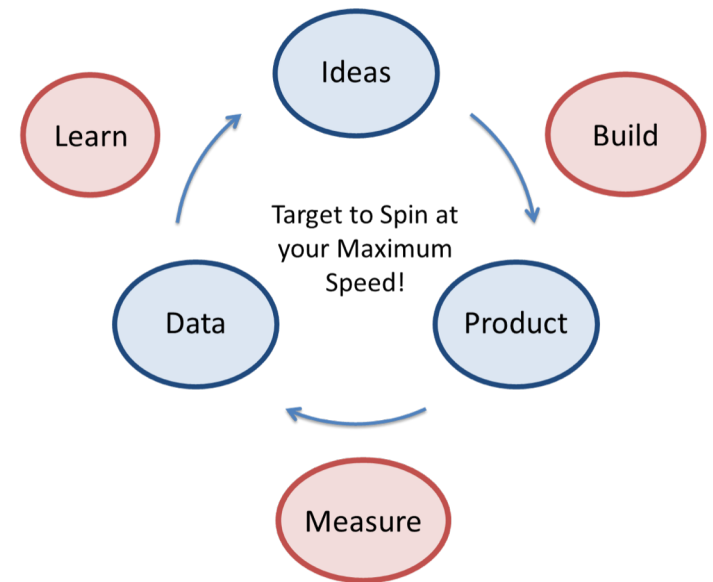 Ideas
Learn
Build
Target to Spin at
your Maximum
Speed!
Data
Product
Measure